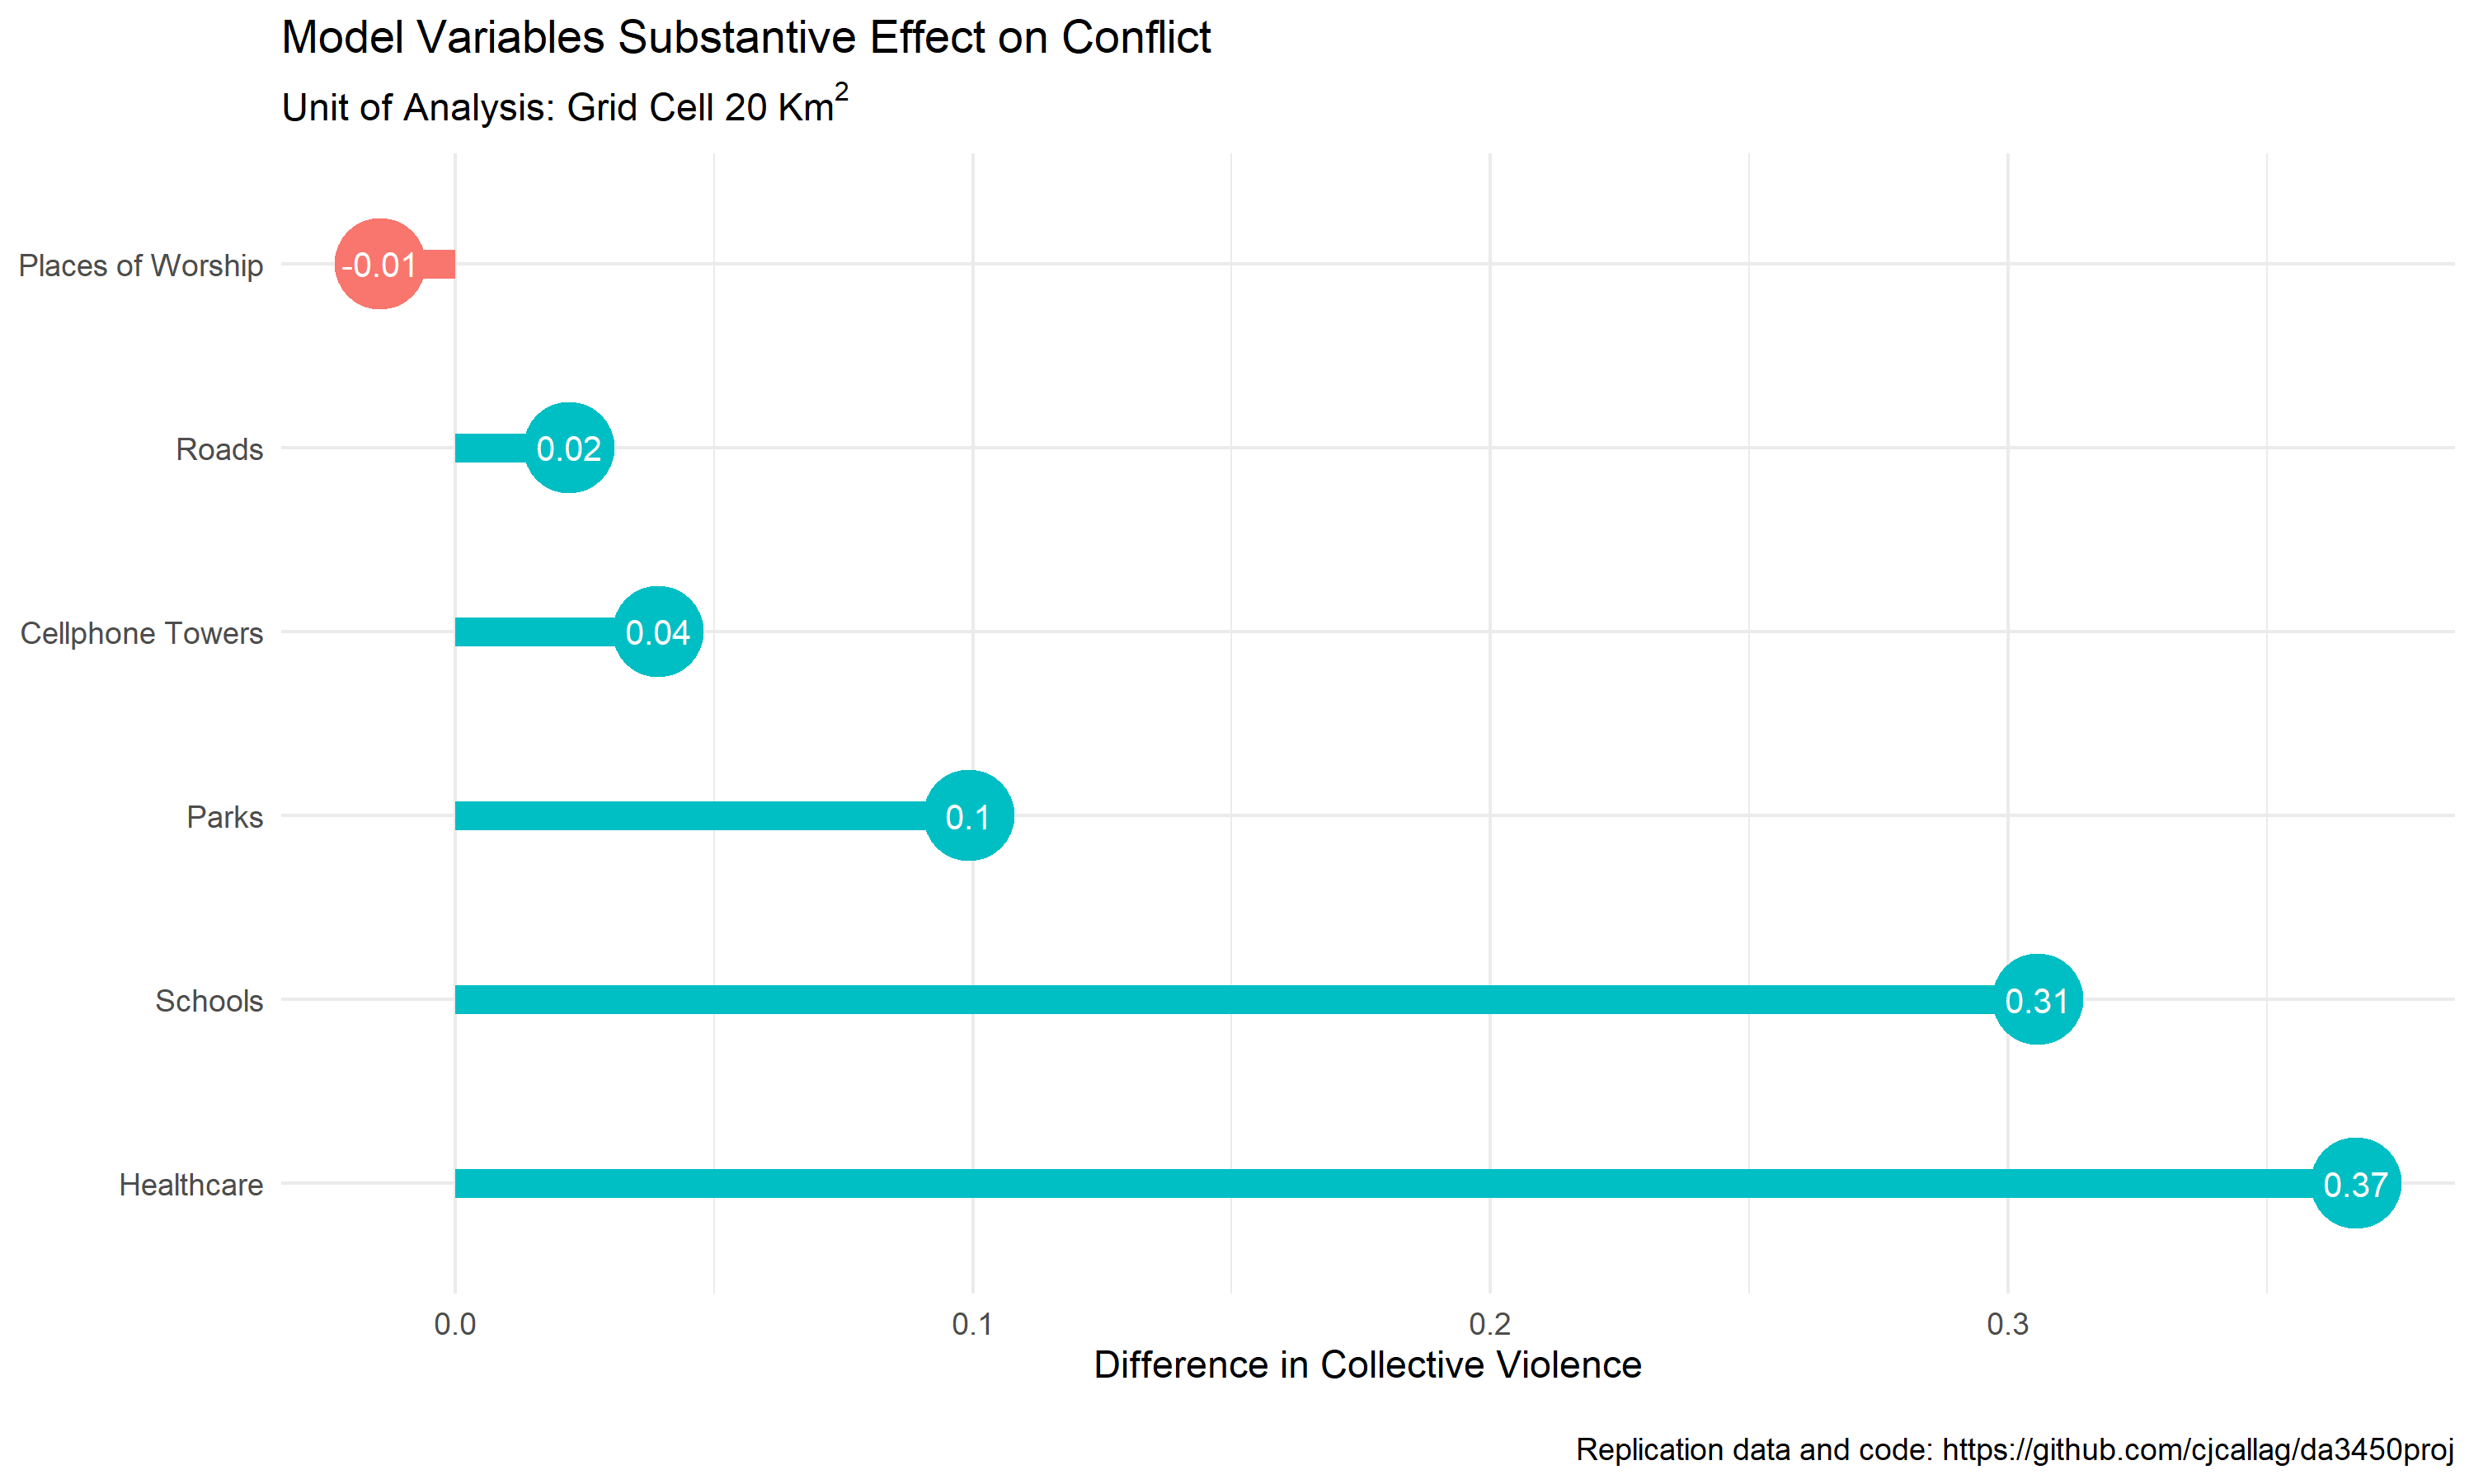 Model Variables Substantive Effect on Conflict
Unit of Analysis: Grid Cell 20 Km²
Places of Worship
-0.01
Roads
0.02
Cellphone Towers
0.04
Parks
0.1
Schools
0.31
Healthcare
0.37
0.0 0.1 0.2 0.3
Difference in Collective Violence
Replication data and code: https://github.com/cjcallag/da3450proj